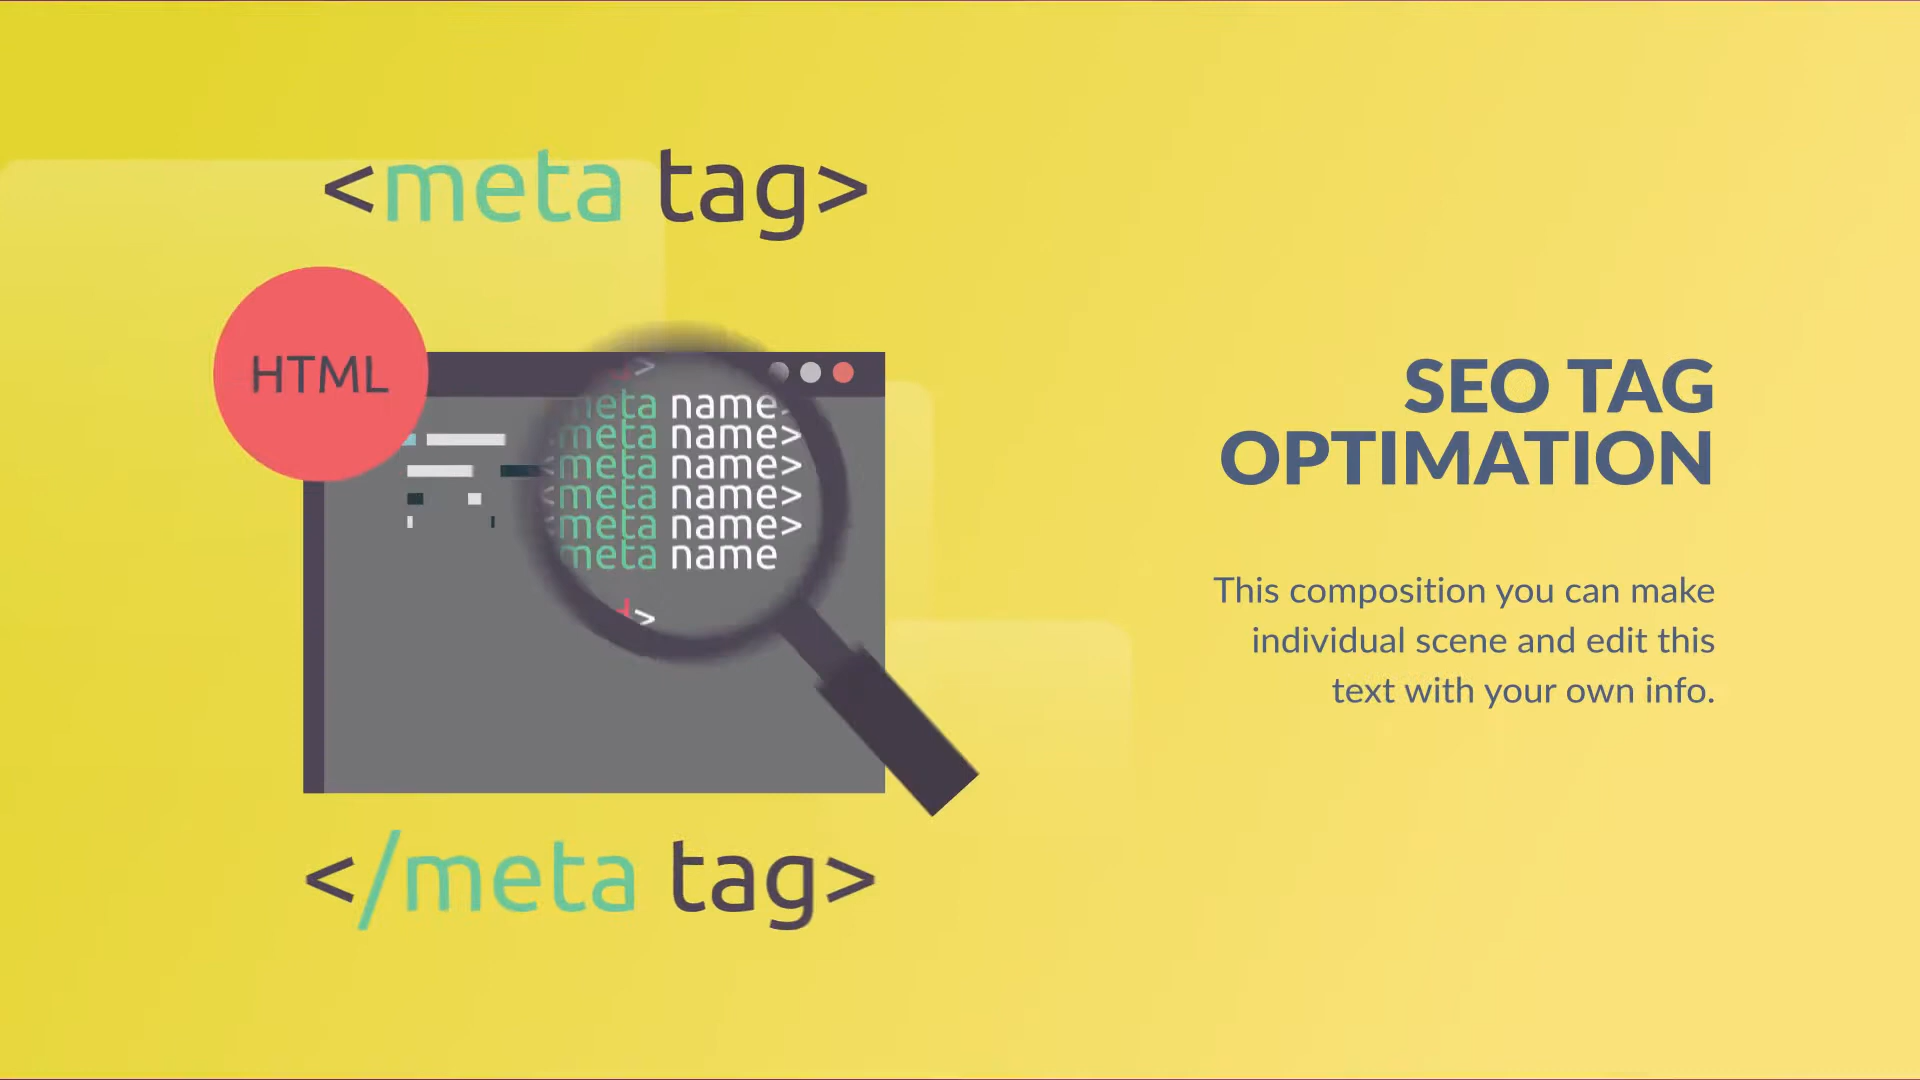 <meta tag>
HTML
>
meta name>
meta name>
meta name>
<meta name>
meta name>
meta name
>
</meta tag>
SEO TAG
OPTIMATION
This composition you can make
individual scene and edit this
text with your own info.